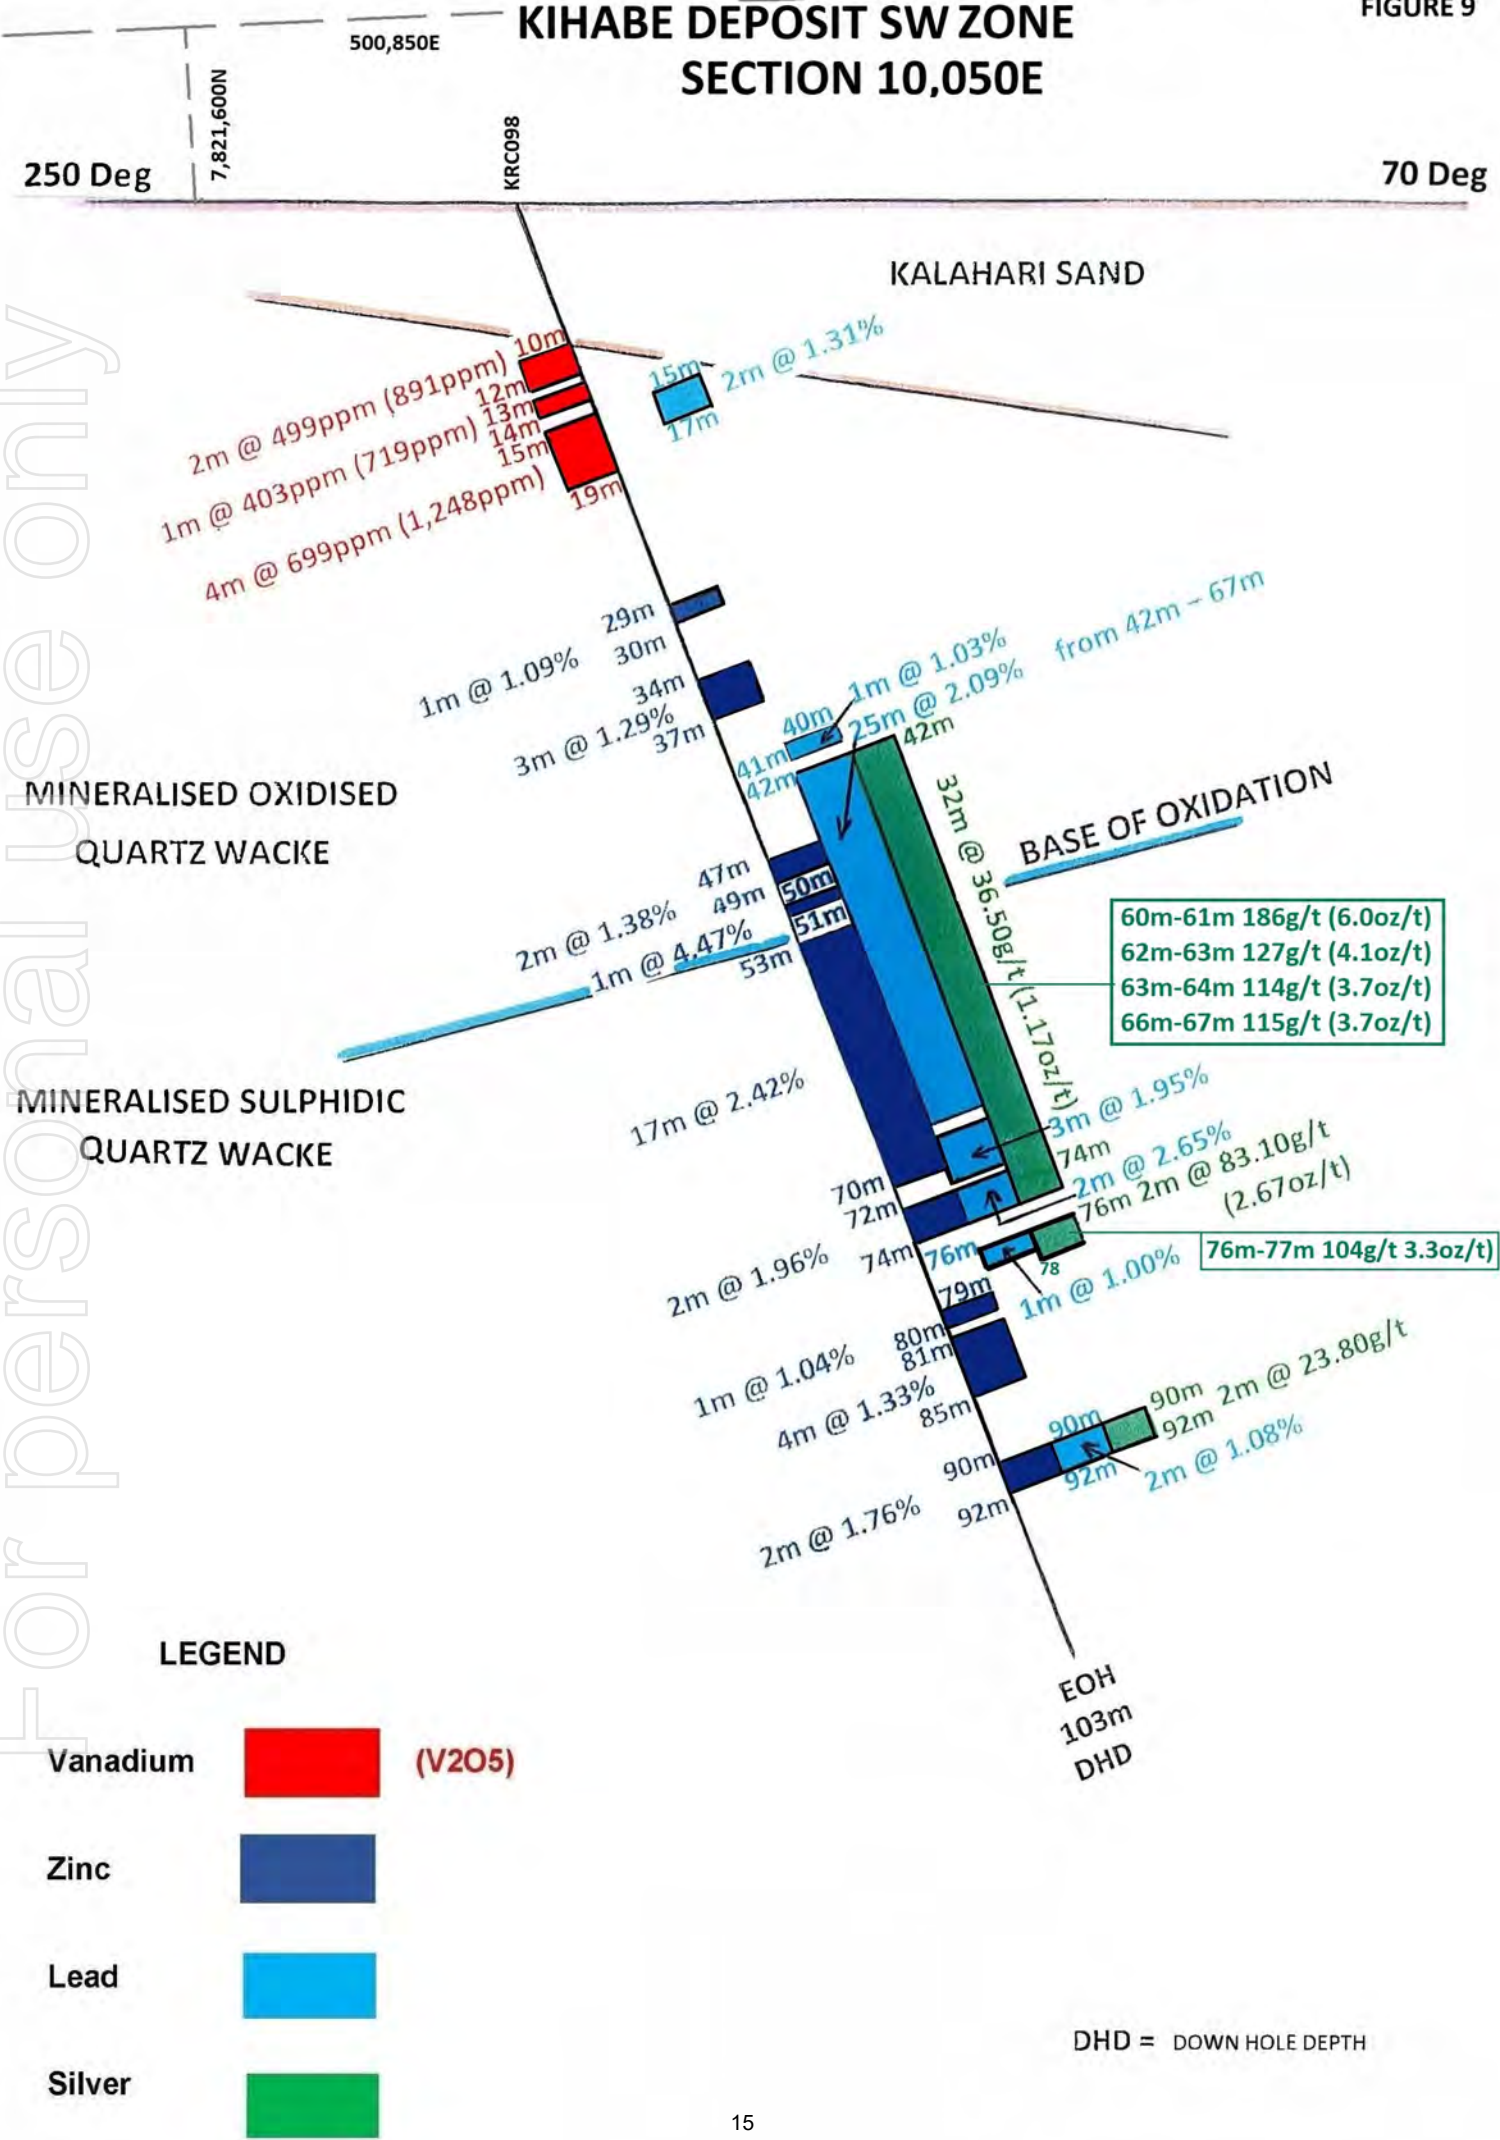 FIGURE 9
KIHABE DEPOSIT SW ZONE
SECTION 10,050E
500,850E
7,821,600N
KRC098
250 Deg
70 Deg
KALAHARI SAND
10m
2m @ 499ppm (891ppm)
12m
13m
1m @ 403ppm (719ppm)
14m
15m
4m @ 699ppm (1,248ppm)
19m
15m
2m @ 1.31%
17m
29m
1m @ 1.09%
30m
34m
3m @ 1.29%
37m
40m
1m @ 1.03%
41m
25m @ 2.09%
from 42m – 67m
42m
42m
32m @ 36.50g/t (1.17oz/t)
MINERALISED OXIDISED
QUARTZ WACKE
BASE OF OXIDATION
47m
2m @ 1.38%
49m
50m
1m @ 4.47%
51m
53m
60m-61m 186g/t (6.0oz/t)
62m-63m 127g/t (4.1oz/t)
63m-64m 114g/t (3.7oz/t)
66m-67m 115g/t (3.7oz/t)
MINERALISED SULPHIDIC
QUARTZ WACKE
17m @ 2.42%
3m @ 1.95%
74m
2m @ 2.65%
70m
72m
2m @ 1.96%
74m
76m 2m @ 83.10g/t
(2.67oz/t)
76m-77m 104g/t 3.3oz/t)
76m
78
1m @ 1.00%
79m
1m @ 1.04%
80m
81m
4m @ 1.33%
85m
90m
2m @ 1.76%
92m
90m
92m
2m @ 1.08%
90m
92m
2m @ 23.80g/t
EOH
103m
DHD
LEGEND
Vanadium
(V2O5)
Zinc
Lead
Silver
DHD = DOWN HOLE DEPTH
15
For personal use only